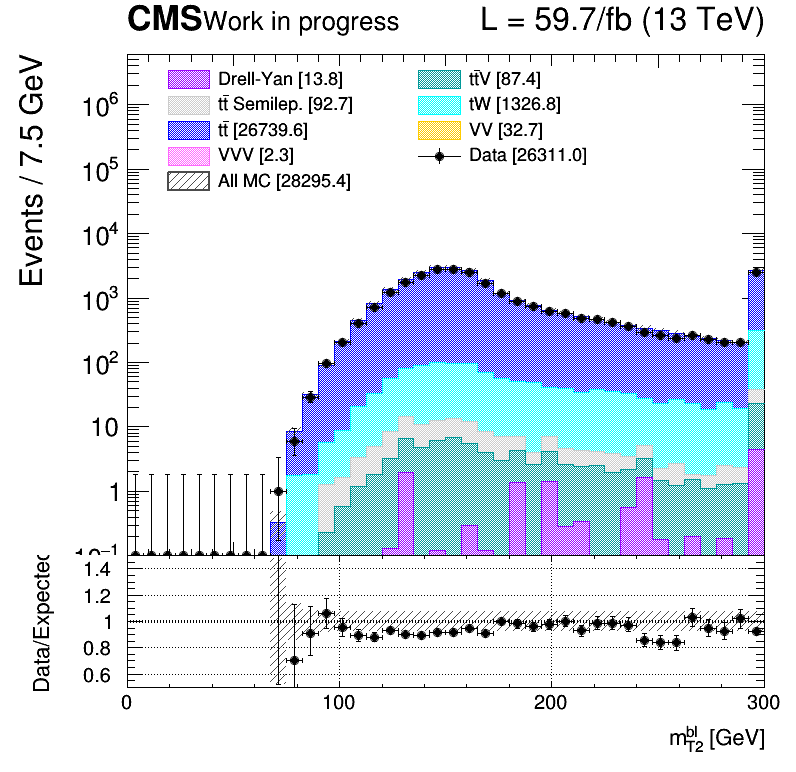 CMS Work in progress L = 59.7/fb (13 TeV)
Events / 7.5 GeV
Drell-Yan [13.8] tt̄V [87.4]
tt̄ Semilep. [92.7] tW [1326.8]
tt̄ [26739.6] VV [32.7]
VVV [2.3] Data [26311.0]
All MC [28295.4]
10⁶
10⁵
10⁴
10³
10²
10
1
10⁻¹
Data/Expected
1.4
1.2
1
0.8
0.6
0 100 200 300
m_{T2}^{bl} [GeV]